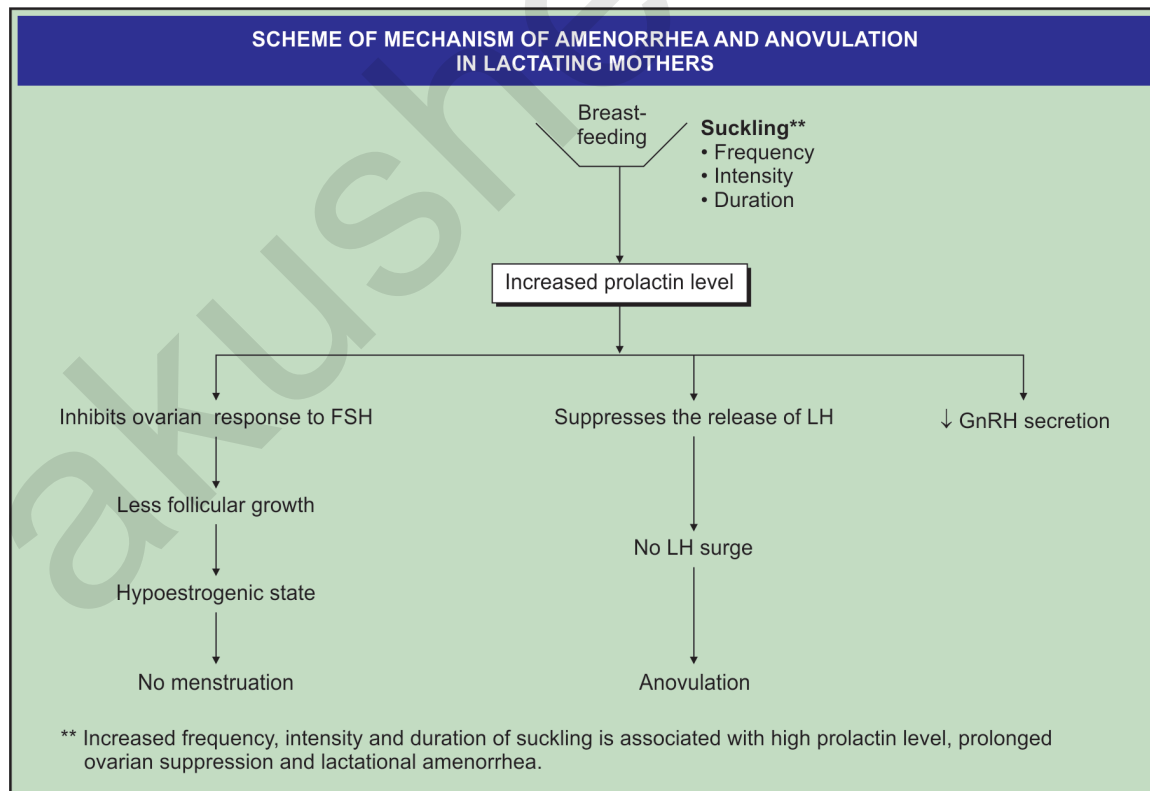 SCHEME OF MECHANISM OF AMENORRHEA AND ANOVULATION
IN LACTATING MOTHERS
Breast-
feeding
Suckling**
• Frequency
• Intensity
• Duration
Increased prolactin level
Inhibits ovarian response to FSH
Suppresses the release of LH
↓ GnRH secretion
Less follicular growth
No LH surge
Hypoestrogenic state
No menstruation
Anovulation
** Increased frequency, intensity and duration of suckling is associated with high prolactin level, prolonged
ovarian suppression and lactational amenorrhea.
akushe